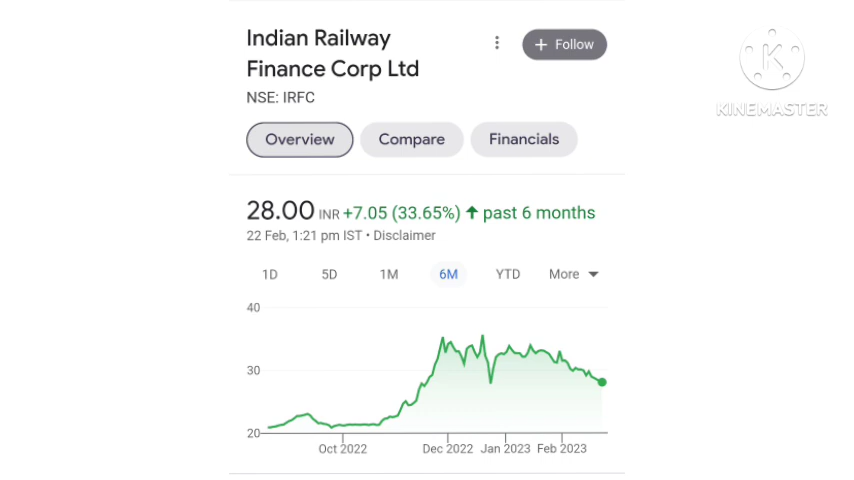 Indian Railway
Finance Corp Ltd
+ Follow
NSE: IRFC
Overview Compare Financials
28.00 INR +7.05 (33.65%) ↑ past 6 months
22 Feb, 1:21 pm IST • Disclaimer
1D 5D 1M 6M YTD More
40
30
20
Oct 2022 Dec 2022 Jan 2023 Feb 2023
K
KINEMASTER